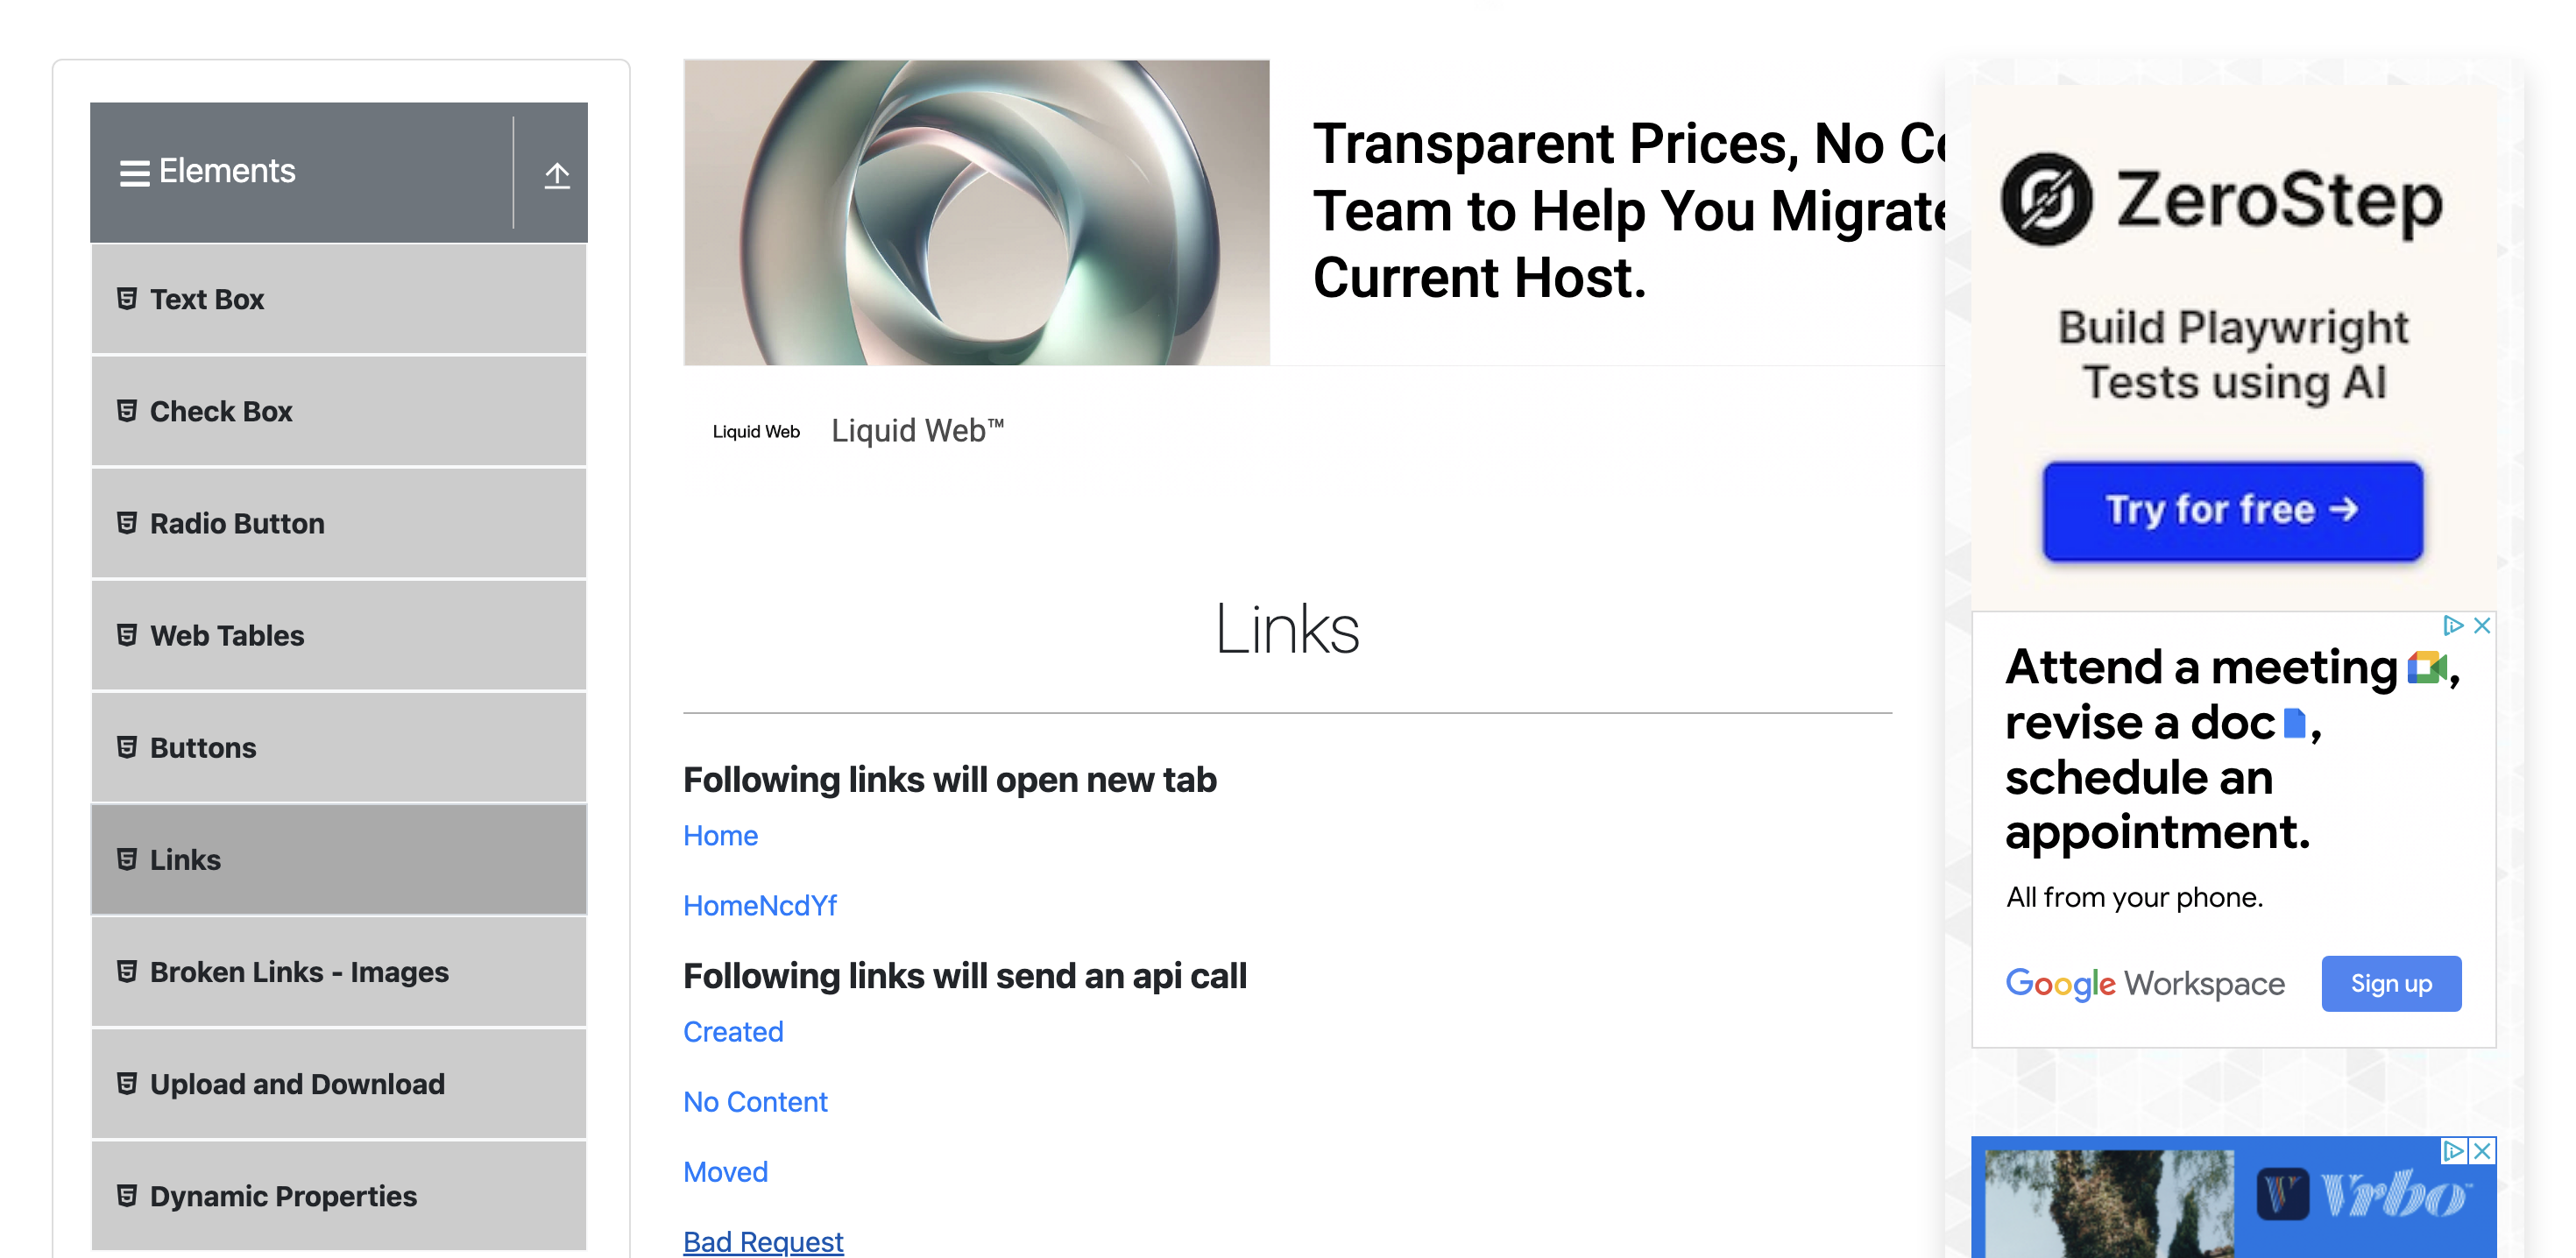 Elements
Text Box
Check Box
Radio Button
Web Tables
Buttons
Links
Broken Links - Images
Upload and Download
Dynamic Properties
Transparent Prices, No
Team to Help You Migrate
Current Host.
Liquid Web Liquid Web™
Links
Following links will open new tab
Home
HomeNcdYf
Following links will send an api call
Created
No Content
Moved
Bad Request
ZeroStep
Build Playwright
Tests using AI
Try for free →
Attend a meeting ,
revise a doc ,
schedule an
appointment.
All from your phone.
Google Workspace Sign up
Vrbo